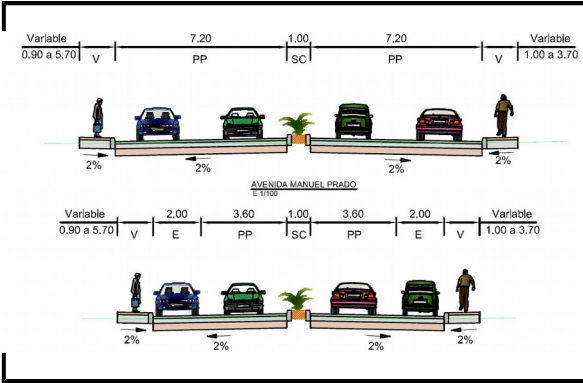 Variable 7,20 1,00 7,20 Variable
0.90 a 5.70 V PP SC PP V 1.00 a 3.70
2% 2% 2% 2%
AVENIDA MANUEL PRADO
E 1/100
Variable 2,00 3.60 1,00 3.60 2.00 Variable
0.90 a 5.70 V E PP SC PP E V 1.00 a 3.70
2% 2% 2% 2%